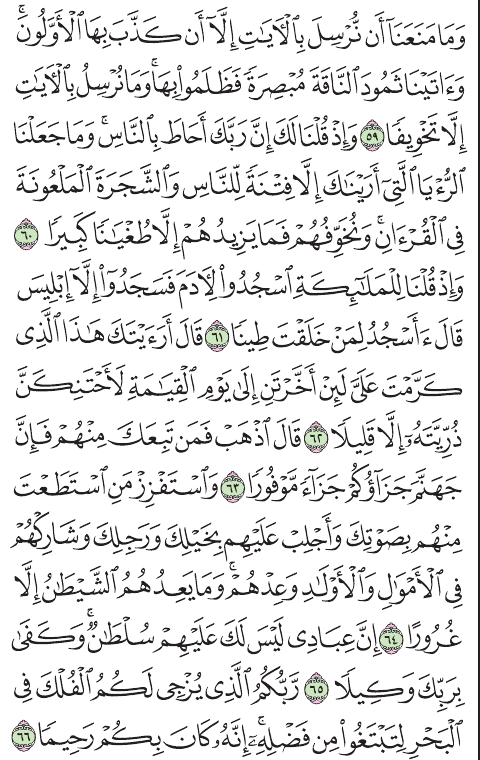 وَمَا مَنَعَنَآ أَن نُّرۡسِلَ بِٱلۡأٓيَٰتِ إِلَّآ أَن كَذَّبَ بِهَا ٱلۡأَوَّلُونَۚ
وَءَاتَيۡنَا ثَمُودَ ٱلنَّاقَةَ مُبۡصِرَةٗ فَظَلَمُواْ بِهَاۚ وَمَا نُرۡسِلُ بِٱلۡأٓيَٰتِ
إِلَّا تَخۡوِيفٗا ٥٩ وَإِذۡ قُلۡنَا لَكَ إِنَّ رَبَّكَ أَحَاطَ بِٱلنَّاسِۚ وَمَا جَعَلۡنَا
ٱلرُّءۡيَا ٱلَّتِيٓ أَرَيۡنَٰكَ إِلَّا فِتۡنَةٗ لِّلنَّاسِ وَٱلشَّجَرَةَ ٱلۡمَلۡعُونَةَ
فِي ٱلۡقُرۡءَانِۚ وَنُخَوِّفُهُمۡ فَمَا يَزِيدُهُمۡ إِلَّا طُغۡيَٰنٗا كَبِيرٗا ٦٠
وَإِذۡ قُلۡنَا لِلۡمَلَٰٓئِكَةِ ٱسۡجُدُواْ لِأٓدَمَ فَسَجَدُوٓاْ إِلَّآ إِبۡلِيسَ
قَالَ ءَأَسۡجُدُ لِمَنۡ خَلَقۡتَ طِينٗا ٦١ قَالَ أَرَءَيۡتَكَ هَٰذَا ٱلَّذِي
كَرَّمۡتَ عَلَيَّ لَئِنۡ أَخَّرۡتَنِ إِلَىٰ يَوۡمِ ٱلۡقِيَٰمَةِ لَأَحۡتَنِكَنَّ
ذُرِّيَّتَهُۥٓ إِلَّا قَلِيلٗا ٦٢ قَالَ ٱذۡهَبۡ فَمَن تَبِعَكَ مِنۡهُمۡ فَإِنَّ
جَهَنَّمَ جَزَآؤُكُمۡ جَزَآءٗ مَّوۡفُورٗا ٦٣ وَٱسۡتَفۡزِزۡ مَنِ ٱسۡتَطَعۡتَ
مِنۡهُم بِصَوۡتِكَ وَأَجۡلِبۡ عَلَيۡهِم بِخَيۡلِكَ وَرَجِلِكَ وَشَارِكۡهُمۡ
فِي ٱلۡأَمۡوَٰلِ وَٱلۡأَوۡلَٰدِ وَعِدۡهُمۡۚ وَمَا يَعِدُهُمُ ٱلشَّيۡطَٰنُ إِلَّا
غُرُورًا ٦٤ إِنَّ عِبَادِي لَيۡسَ لَكَ عَلَيۡهِمۡ سُلۡطَٰنٞۚ وَكَفَىٰ
بِرَبِّكَ وَكِيلٗا ٦٥ رَّبُّكُمُ ٱلَّذِي يُزۡجِي لَكُمُ ٱلۡفُلۡكَ فِي
ٱلۡبَحۡرِ لِتَبۡتَغُواْ مِن فَضۡلِهِۦٓۚ إِنَّهُۥ كَانَ بِكُمۡ رَحِيمٗا ٦٦